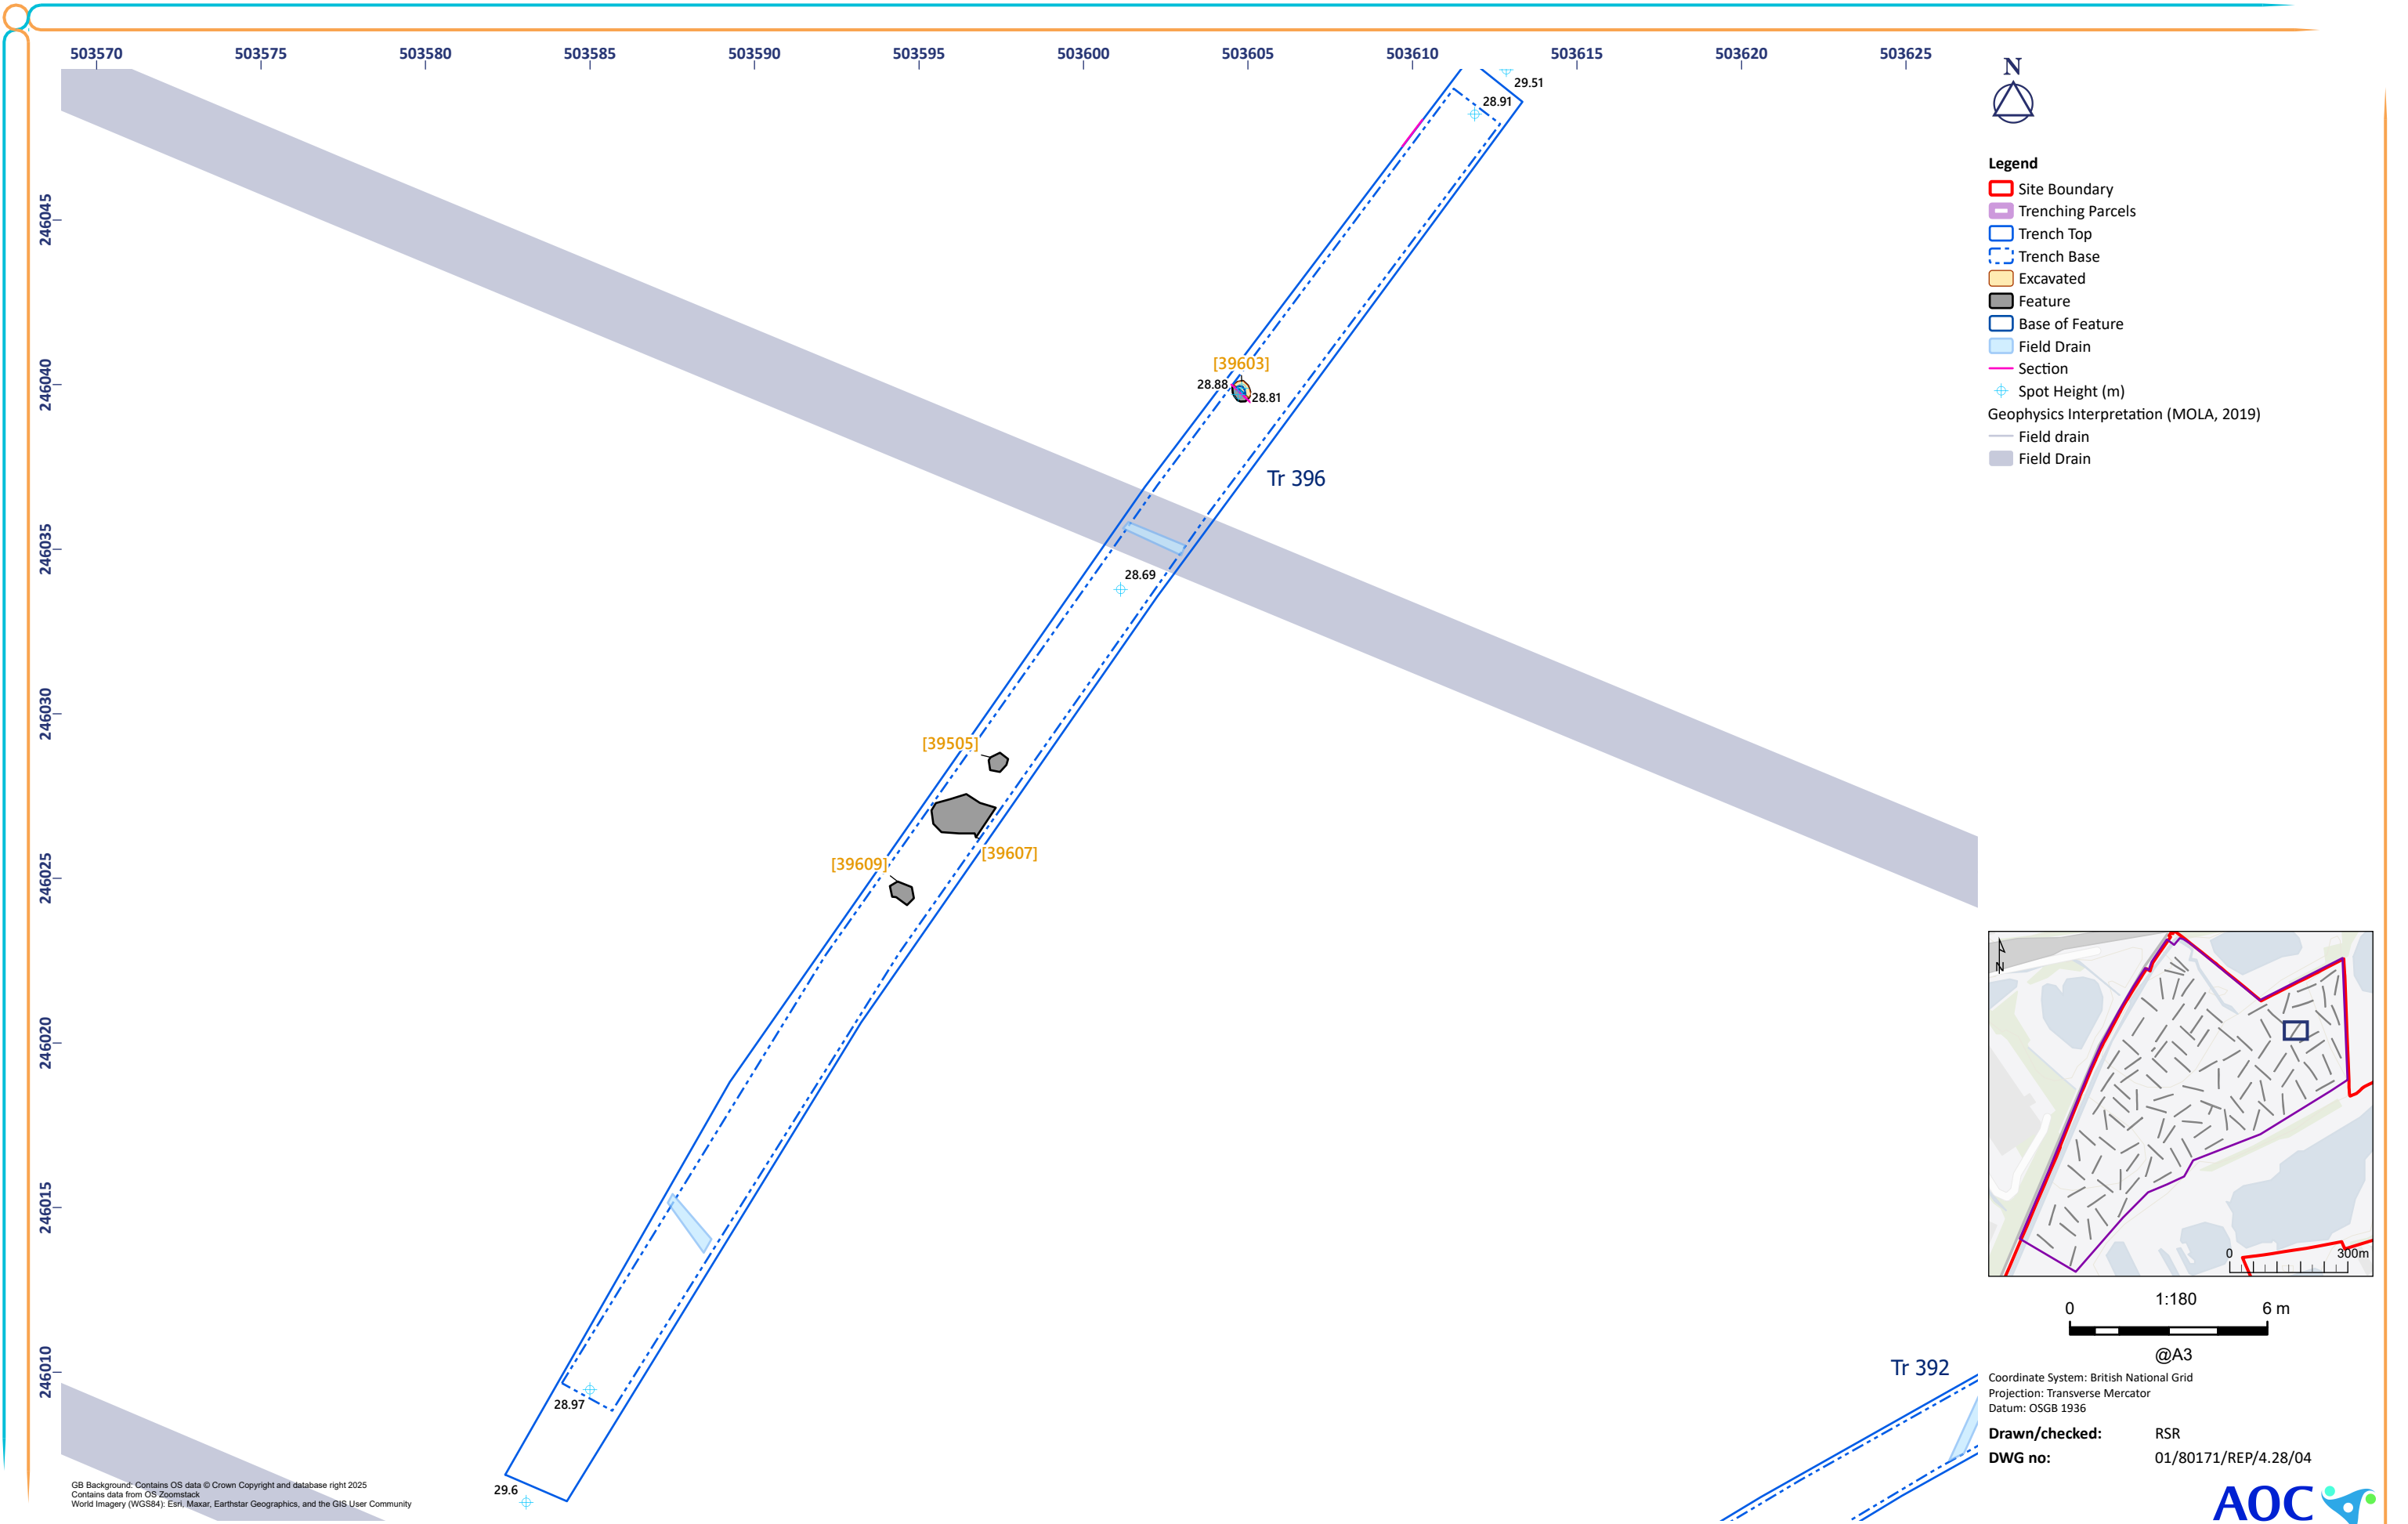 503570 503575 503580 503585 503590 503595 503600 503605 503610 503615 503620 503625
246045
246040
246035
246030
246025
246020
246015
246010
29.51
28.91
[39603]
28.88
28.81
Tr 396
28.69
[39505]
[39607]
[39609]
28.97
29.6
Tr 392
GB Background: Contains OS data © Crown Copyright and database right 2025
Contains data from OS Zoomstack
World Imagery (WGS84): Esri, Maxar, Earthstar Geographics, and the GIS User Community
N
Legend
Site Boundary
Trenching Parcels
Trench Top
Trench Base
Excavated
Feature
Base of Feature
Field Drain
Section
Spot Height (m)
Geophysics Interpretation (MOLA, 2019)
Field drain
Field Drain
N
0 300m
1:180
0 6 m
@A3
Coordinate System: British National Grid
Projection: Transverse Mercator
Datum: OSGB 1936
Drawn/checked: RSR
DWG no: 01/80171/REP/4.28/04
AOC